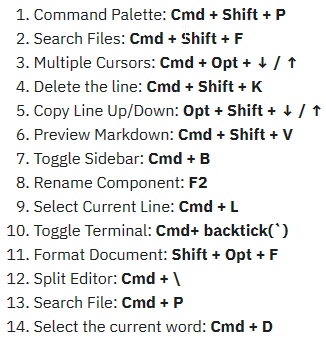 1. Command Palette: Cmd + Shift + P
2. Search Files: Cmd + Shift + F
3. Multiple Cursors: Cmd + Opt + ↓ / ↑
4. Delete the line: Cmd + Shift + K
5. Copy Line Up/Down: Opt + Shift + ↓ / ↑
6. Preview Markdown: Cmd + Shift + V
7. Toggle Sidebar: Cmd + B
8. Rename Component: F2
9. Select Current Line: Cmd + L
10. Toggle Terminal: Cmd+ backtick(`)
11. Format Document: Shift + Opt + F
12. Split Editor: Cmd + \
13. Search File: Cmd + P
14. Select the current word: Cmd + D